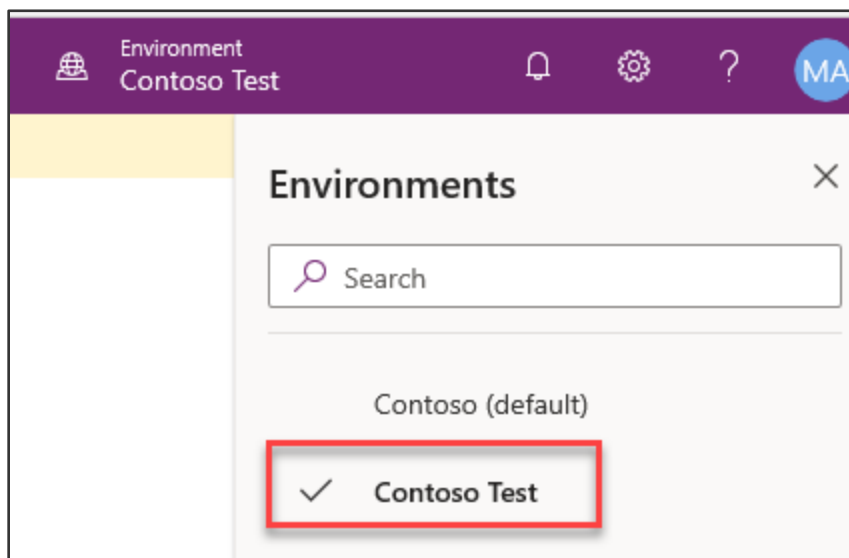 Environment
Contoso Test
?
MA
Environments
Search
Contoso (default)
Contoso Test